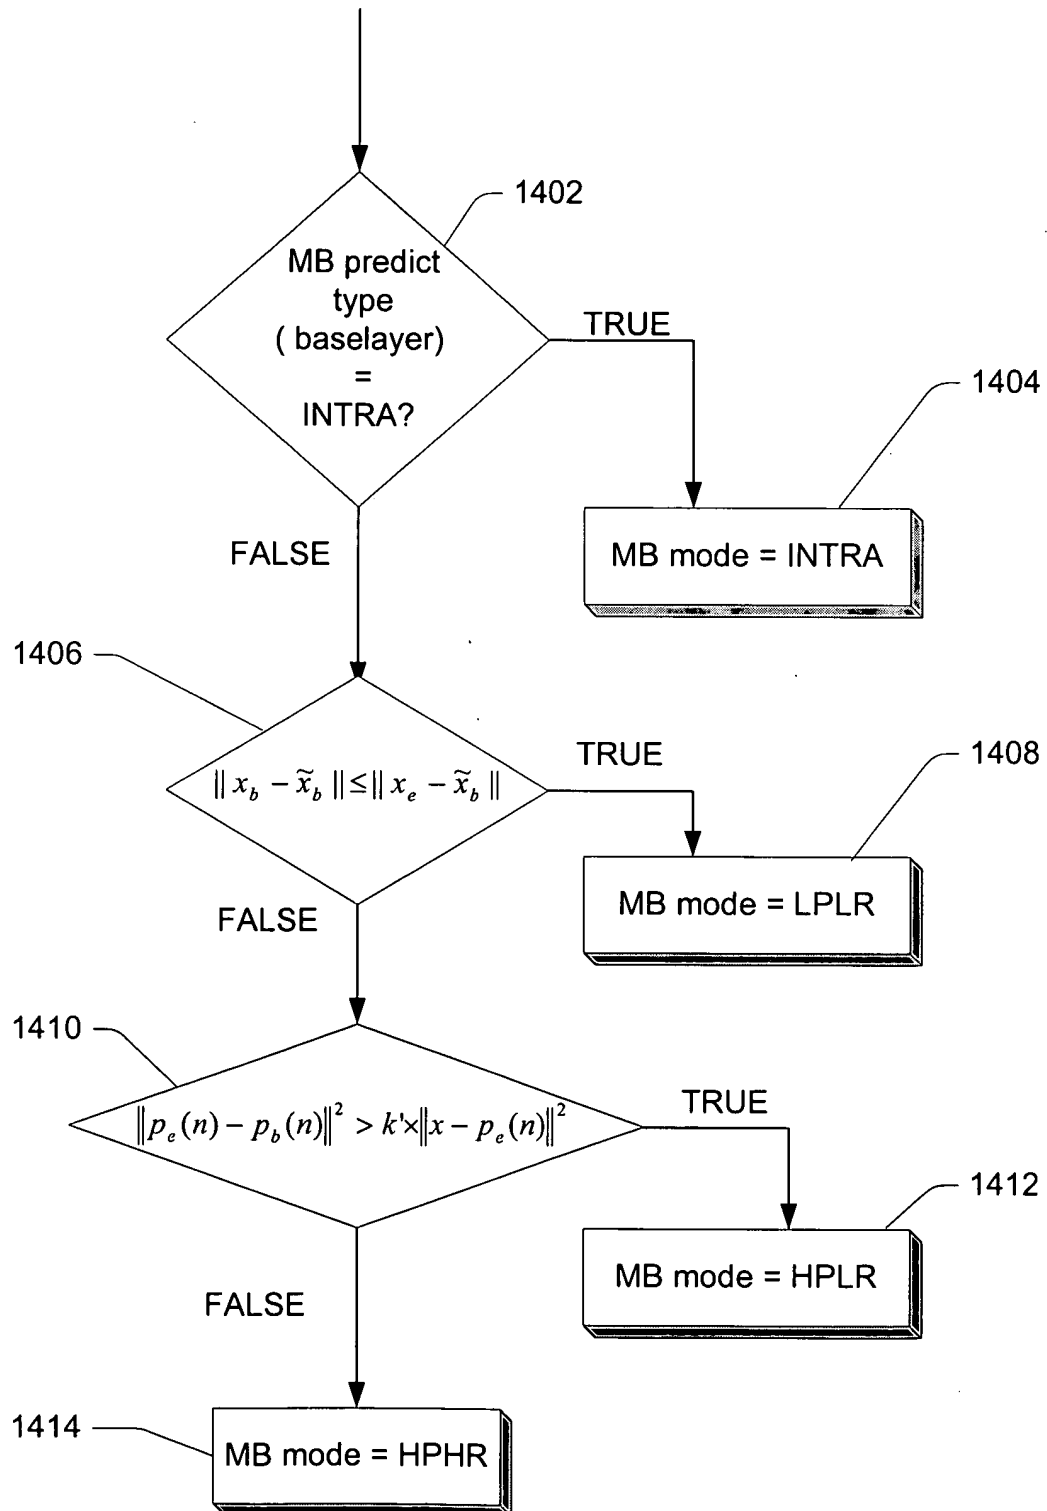 1402
MB predict
type
( baselayer)
=
INTRA?
TRUE
1404
MB mode = INTRA
FALSE
1406
|| x_b − x̃_b || ≤ || x_e − x̃_b ||
TRUE
1408
MB mode = LPLR
FALSE
1410
‖p_e(n) − p_b(n)‖² > k'×‖x − p_e(n)‖²
TRUE
1412
MB mode = HPLR
FALSE
1414
MB mode = HPHR